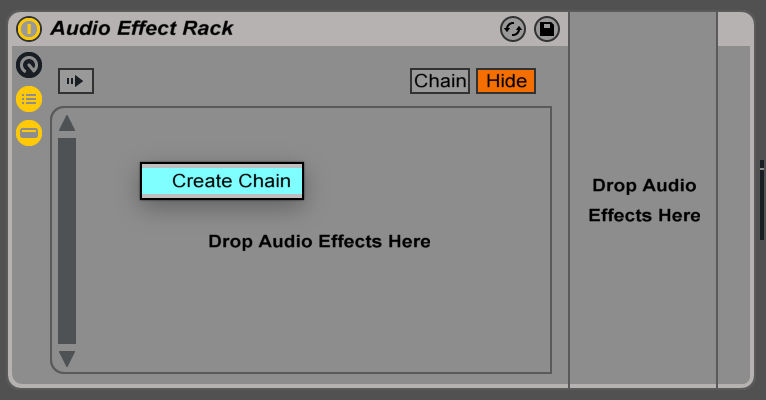 Audio Effect Rack
Chain
Hide
Create Chain
Drop Audio Effects Here
Drop Audio
Effects Here